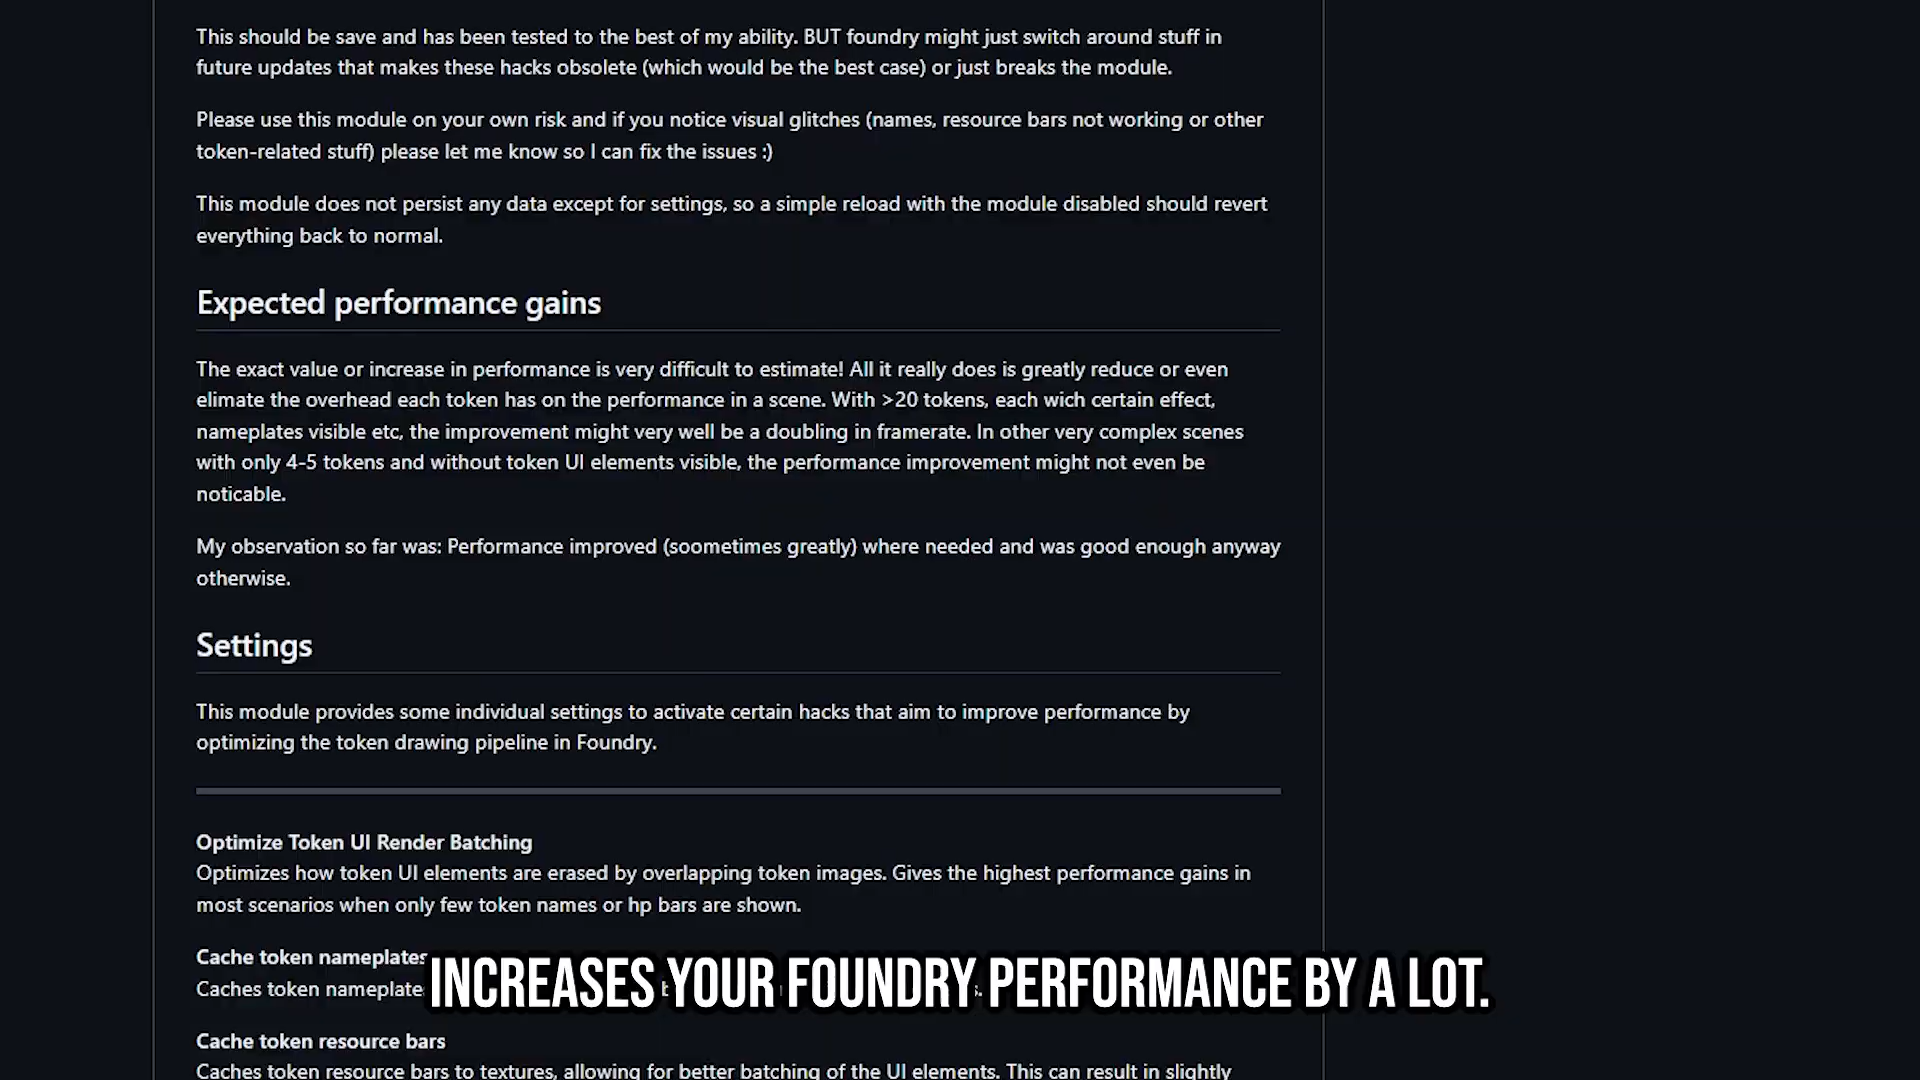 This should be save and has been tested to the best of my ability. BUT foundry might just switch around stuff in
future updates that makes these hacks obsolete (which would be the best case) or just breaks the module.
Please use this module on your own risk and if you notice visual glitches (names, resource bars not working or other
token-related stuff) please let me know so I can fix the issues :)
This module does not persist any data except for settings, so a simple reload with the module disabled should revert
everything back to normal.
Expected performance gains
The exact value or increase in performance is very difficult to estimate! All it really does is greatly reduce or even
elimate the overhead each token has on the performance in a scene. With >20 tokens, each wich certain effect,
nameplates visible etc, the improvement might very well be a doubling in framerate. In other very complex scenes
with only 4-5 tokens and without token UI elements visible, the performance improvement might not even be
noticable.
My observation so far was: Performance improved (soometimes greatly) where needed and was good enough anyway
otherwise.
Settings
This module provides some individual settings to activate certain hacks that aim to improve performance by
optimizing the token drawing pipeline in Foundry.
Optimize Token UI Render Batching
Optimizes how token UI elements are erased by overlapping token images. Gives the highest performance gains in
most scenarios when only few token names or hp bars are shown.
Cache token nameplates
Caches token nameplate
INCREASES YOUR FOUNDRY PERFORMANCE BY A LOT.
Cache token resource bars
Caches token resource bars to textures, allowing for better batching of the UI elements. This can result in slightly